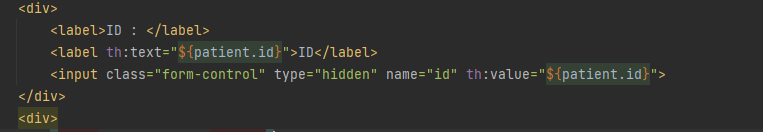 <div>
<label>ID : </label>
<label th:text="${patient.id}">ID</label>
<input class="form-control" type="hidden" name="id" th:value="${patient.id}">
</div>
<div>